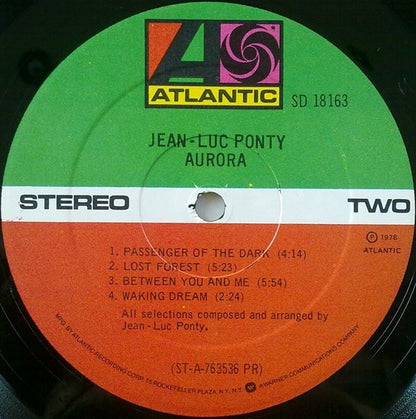 ATLANTIC
SD 18163
JEAN-LUC PONTY
AURORA
STEREO
TWO
℗ 1976
ATLANTIC
1. PASSENGER OF THE DARK (4:14)
2. LOST FOREST (5:23)
3. BETWEEN YOU AND ME (5:54)
4. WAKING DREAM (2:24)
All selections composed and arranged by
Jean-Luc Ponty.
(ST-A-763536 PR)
MFG. BY ATLANTIC RECORDING CORP., 75 ROCKEFELLER PLAZA, N.Y., N.Y. A WARNER COMMUNICATIONS COMPANY